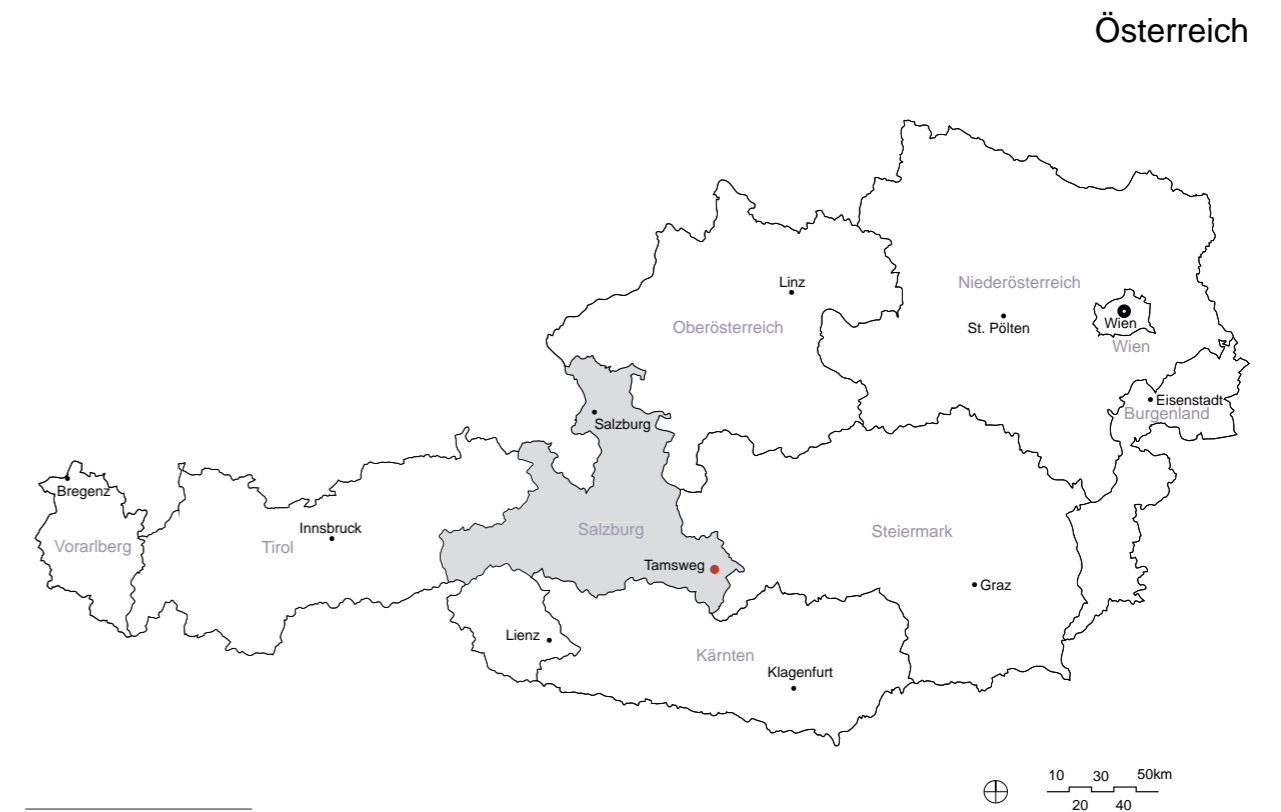 Österreich
Linz
Niederösterreich
Oberösterreich
St. Pölten
Wien
Wien
Eisenstadt
Burgenland
Salzburg
Bregenz
Innsbruck
Salzburg
Steiermark
Vorarlberg
Tirol
Tamsweg
Graz
Lienz
Kärnten
Klagenfurt
10 30 50km
20 40